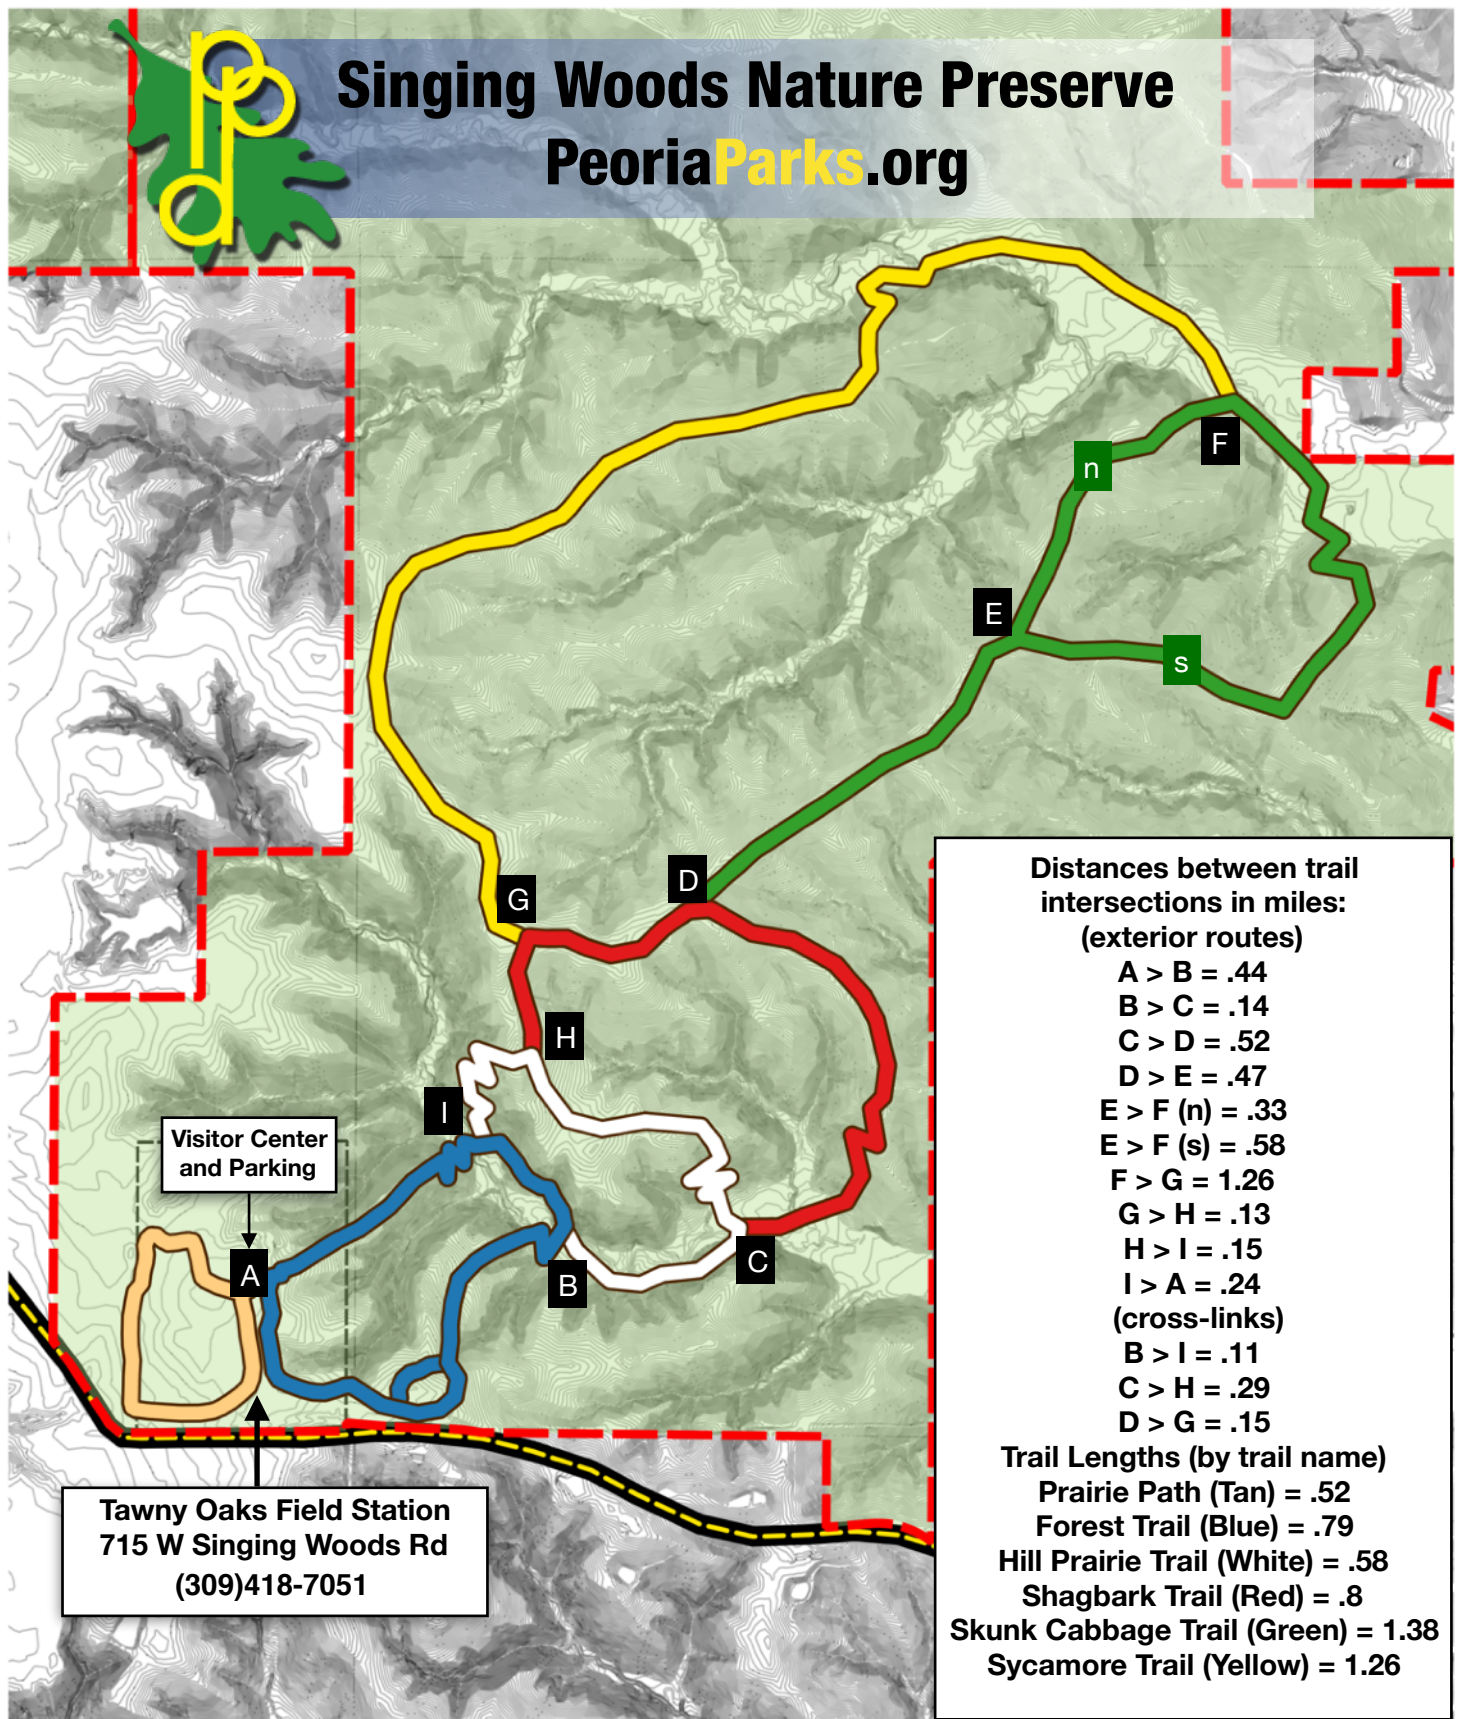 ppd
Singing Woods Nature Preserve
PeoriaParks.org
F
n
E
s
D
G
H
I
Visitor Center
and Parking
A
B
C
Tawny Oaks Field Station
715 W Singing Woods Rd
(309)418-7051
Distances between trail
intersections in miles:
(exterior routes)
A > B = .44
B > C = .14
C > D = .52
D > E = .47
E > F (n) = .33
E > F (s) = .58
F > G = 1.26
G > H = .13
H > I = .15
I > A = .24
(cross-links)
B > I = .11
C > H = .29
D > G = .15
Trail Lengths (by trail name)
Prairie Path (Tan) = .52
Forest Trail (Blue) = .79
Hill Prairie Trail (White) = .58
Shagbark Trail (Red) = .8
Skunk Cabbage Trail (Green) = 1.38
Sycamore Trail (Yellow) = 1.26